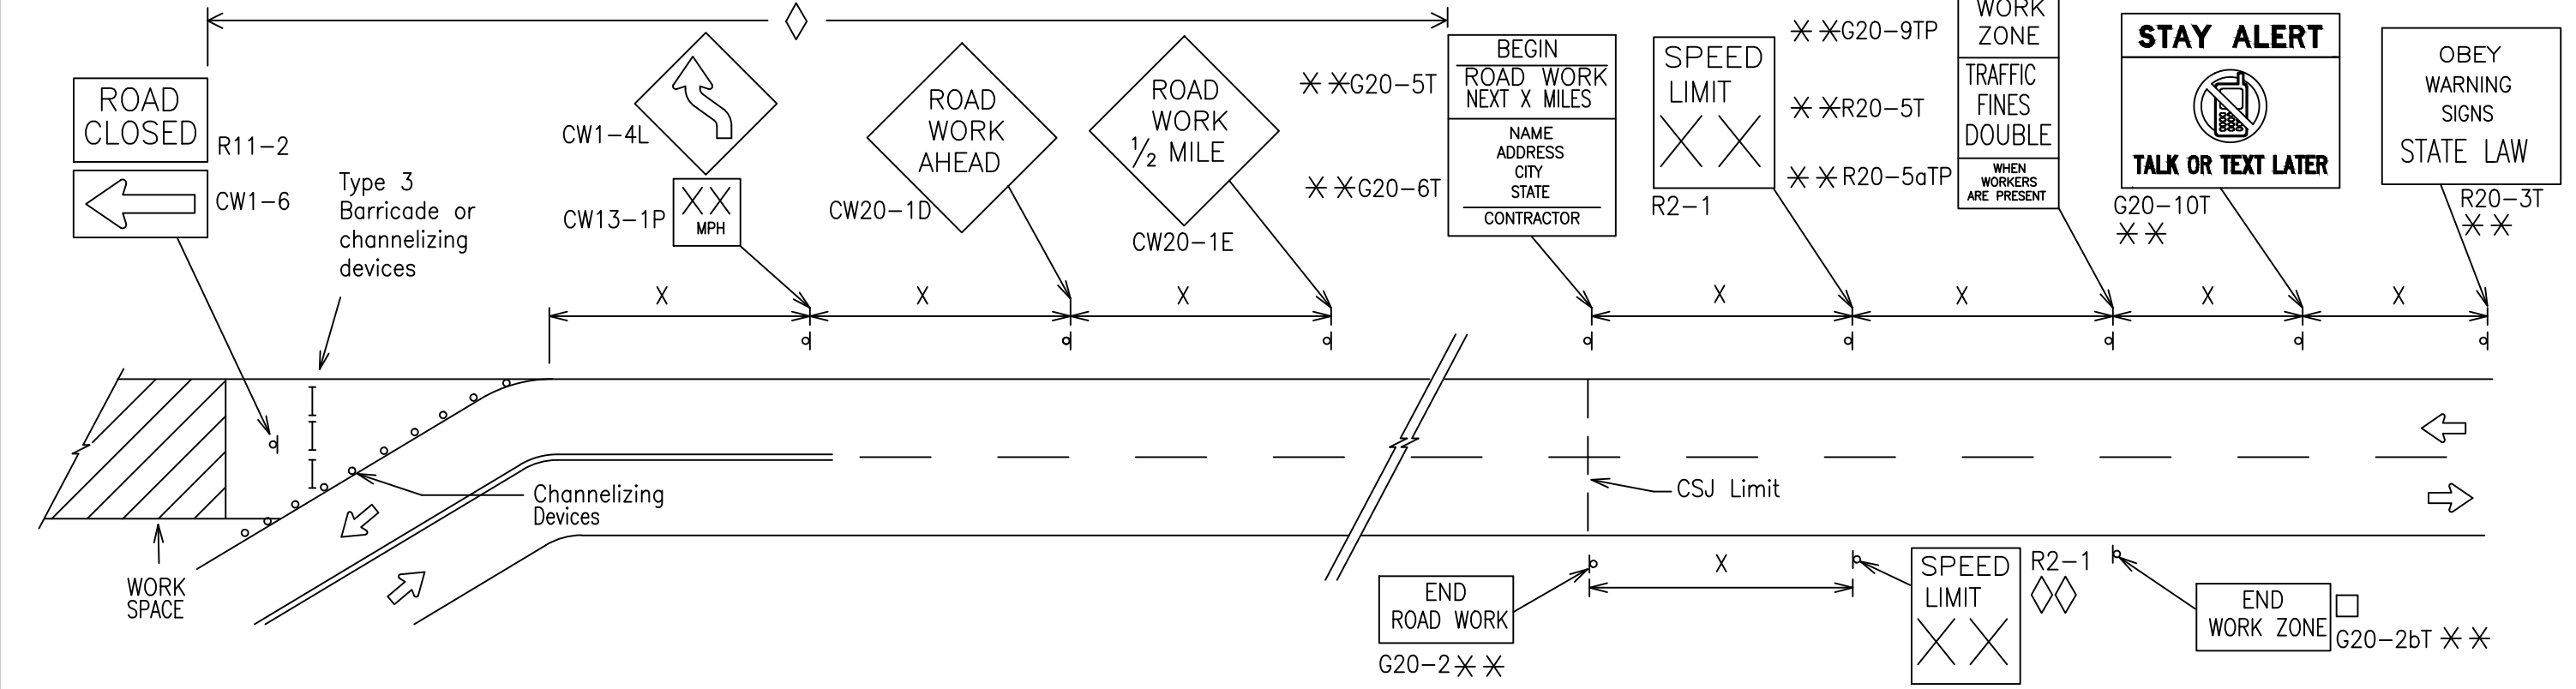 ROAD
CLOSED
R11-2
CW1-6
Type 3
Barricade or
channelizing
devices
CW1-4L
XX
MPH
CW13-1P
ROAD
WORK
AHEAD
CW20-1D
ROAD
WORK
1/2 MILE
CW20-1E
* *G20-5T
* *G20-6T
BEGIN
ROAD WORK
NEXT X MILES
NAME
ADDRESS
CITY
STATE
CONTRACTOR
SPEED
LIMIT
XX
R2-1
* *G20-9TP
* *R20-5T
* *R20-5aTP
WORK
ZONE
TRAFFIC
FINES
DOUBLE
WHEN
WORKERS
ARE PRESENT
STAY ALERT
TALK OR TEXT LATER
G20-10T
* *
OBEY
WARNING
SIGNS
STATE LAW
R20-3T
* *
X
X
X
X
X
X
X
Channelizing
Devices
CSJ Limit
WORK
SPACE
END
ROAD WORK
G20-2* *
X
SPEED
LIMIT
XX
R2-1
END
WORK ZONE
G20-2bT * *